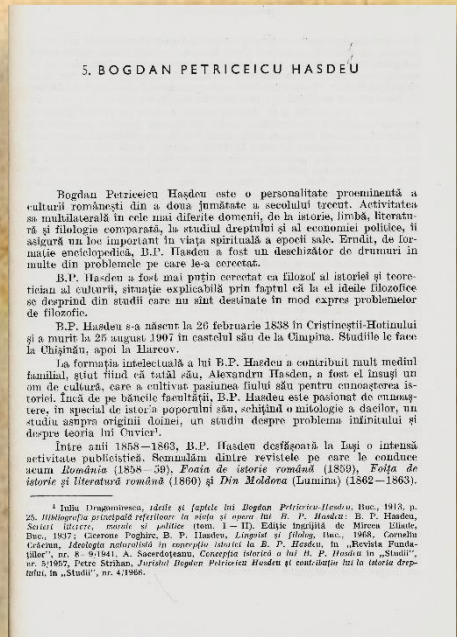 5. BOGDAN PETRICEICU HASDEU
Bogdan Petriceicu Hașdeu este o personalitate proeminentă a
culturii românești din a doua jumătate a secolului trecut. Activitatea
sa multilaterală în cele mai diferite domenii, de la istorie, limbă, literatu-
ră și filologie comparată, la studiul dreptului și al economiei politice, îi
asigură un loc important în viața spirituală a epocii sale. Erudit, de for-
mație enciclopedică, B.P. Hasdeu a fost un deschizător de drumuri în
multe din problemele pe care le-a cercetat.
B.P. Hasdeu a fost mai puțin cercetat ca filozof al istoriei și teore-
tician al culturii, situație explicabilă prin faptul că la el ideile filozofice
se desprind din studii care nu sînt destinate în mod expres problemelor
de filozofie.
B.P. Hasdeu s-a născut la 26 februarie 1838 în Cristineștii-Hotinului
și a murit la 25 august 1907 în castelul său de la Cîmpina. Studiile le face
la Chișinău, apoi la Harcov.
La formația intelectuală a lui B.P. Hasdeu a contribuit mult mediul
familial, știut fiind că tatăl său, Alexandru Hasdeu, a fost el însuși un
om de cultură, care a cultivat pasiunea fiului său pentru cunoașterea is-
toriei. Încă de pe băncile facultății, B.P. Hasdeu este pasionat de cunoaș-
tere, în special de istoria poporului său, schițînd o mitologie a dacilor, un
studiu asupra originii doinei, un studiu despre problema infinitului și
despre teoria lui Cuvier¹.
Între anii 1858—1863, B.P. Hasdeu desfășoară la Iași o intensă
activitate publicistică. Semnalăm dintre revistele pe care le conduce
acum România (1858—59), Foaia de istorie română (1859), Foița de
istorie și literatură română (1860) și Din Moldova (Lumina) (1862—1863).
¹ Iuliu Dragomirescu, Ideile și faptele lui Bogdan Petriceicu-Hasdeu, Buc., 1913, p.
25. Bibliografia principală referitoare la viața și opera lui B. P. Hasdeu: B. P. Hasdeu,
Scrieri literare, morale și politice (tom. I — II). Ediție îngrijită de Mircea Eliade,
Buc., 1937; Cicerone Poghirc, B. P. Hasdeu, Lingvist și filolog, Buc., 1968, Corneliu
Crăciun, Ideologia naturalistă în concepția istoriei la B. P. Hasdeu, în „Revista Funda-
țiilor”, nr. 8—9/1941, A. Sacerdoțeanu, Concepția istorică a lui B. P. Hasdeu în „Studii”,
nr. 5/1957, Petre Strihan, Juristul Bogdan Petriceicu Hasdeu și contribuția lui la istoria drep-
tului, în „Studii”, nr. 4/1968.